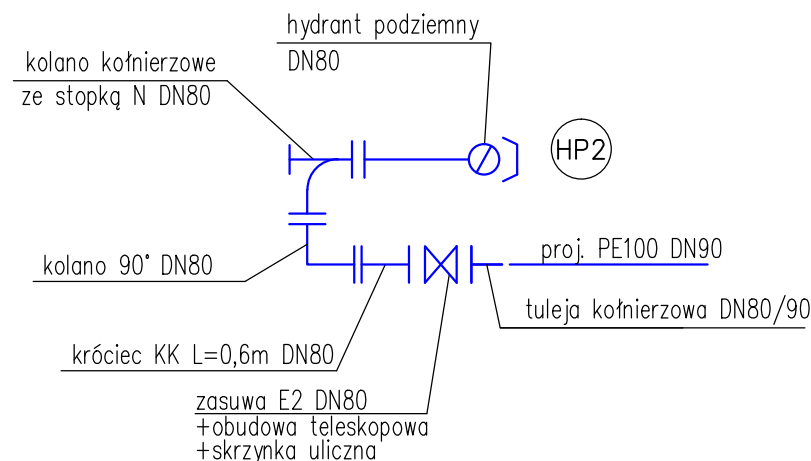 hydrant podziemny
DN80
kolano kołnierzowe
ze stopką N DN80
HP2
kolano 90° DN80
proj. PE100 DN90
tuleja kołnierzowa DN80/90
króciec KK L=0,6m DN80
zasuwa E2 DN80
+obudowa teleskopowa
+skrzynka uliczna